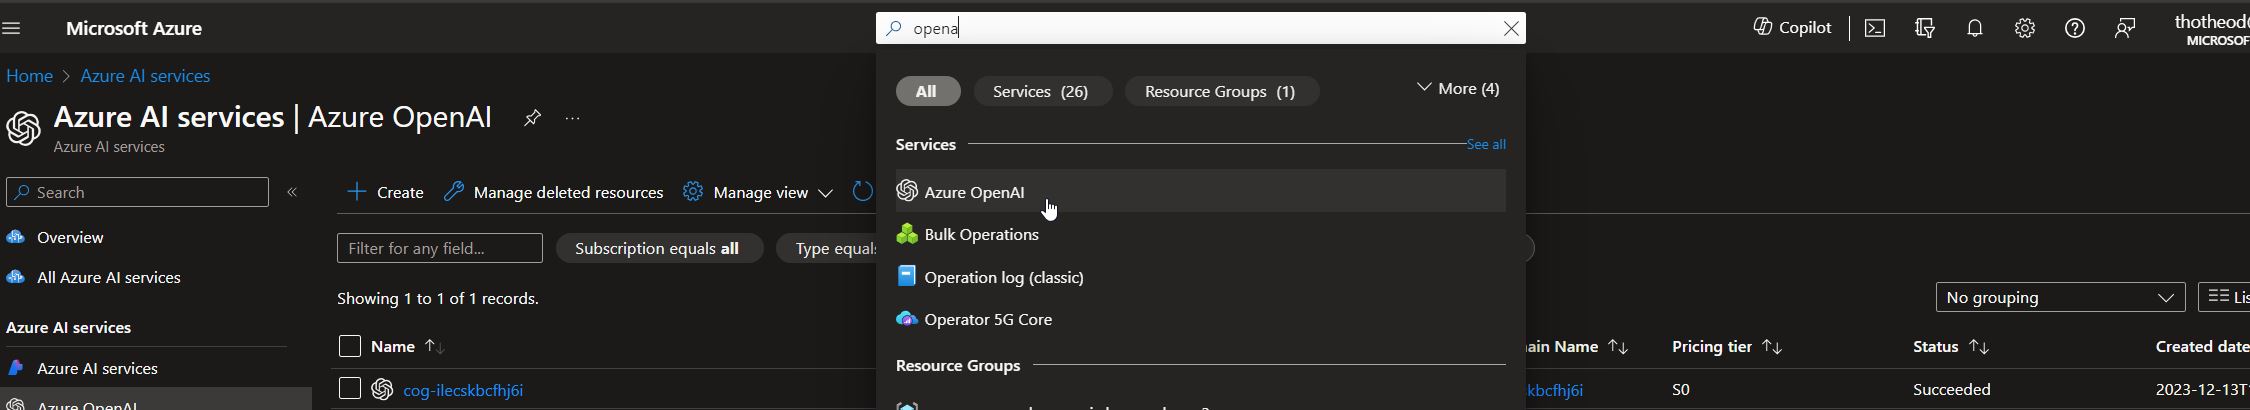 Microsoft Azure
opena
Copilot
thotheod@
MICROSOF
Home > Azure AI services
Azure AI services | Azure OpenAI
Azure AI services
Search
Overview
All Azure AI services
Azure AI services
Azure AI services
Azure OpenAI
Create
Manage deleted resources
Manage view
Filter for any field...
Subscription equals all
Type equals
Showing 1 to 1 of 1 records.
Name
cog-ilecskbcfhj6i
All
Services (26)
Resource Groups (1)
More (4)
Services
See all
Azure OpenAI
Bulk Operations
Operation log (classic)
Operator 5G Core
Resource Groups
No grouping
Lis
ain Name
Pricing tier
Status
Created date
kbcfhj6i
S0
Succeeded
2023-12-13T